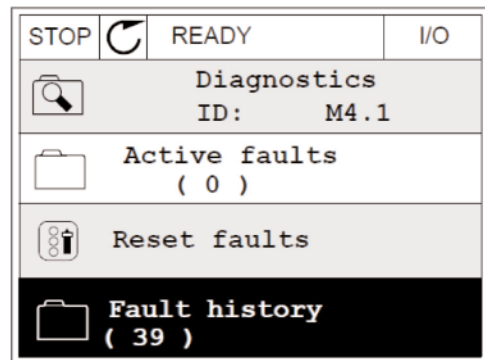 STOP READY I/O
Diagnostics
ID: M4.1
Active faults
( 0 )
Reset faults
Fault history
( 39 )